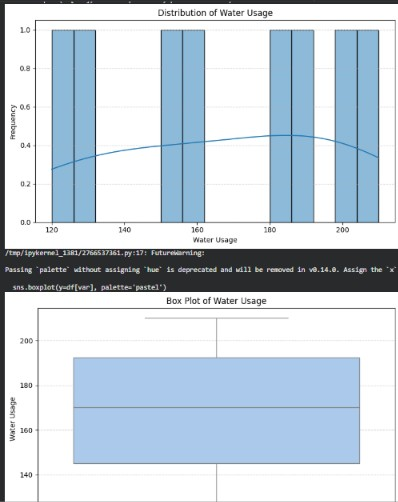 Distribution of Water Usage
1.0
0.8
0.6
0.4
0.2
0.0
Frequency
120 140 160 180 200
Water Usage
/tmp/ipykernel_1381/2766537361.py:17: FutureWarning:
Passing `palette` without assigning `hue` is deprecated and will be removed in v0.14.0. Assign the `x`
sns.boxplot(y=df[var], palette='pastel')
Box Plot of Water Usage
200
180
160
140
Water Usage